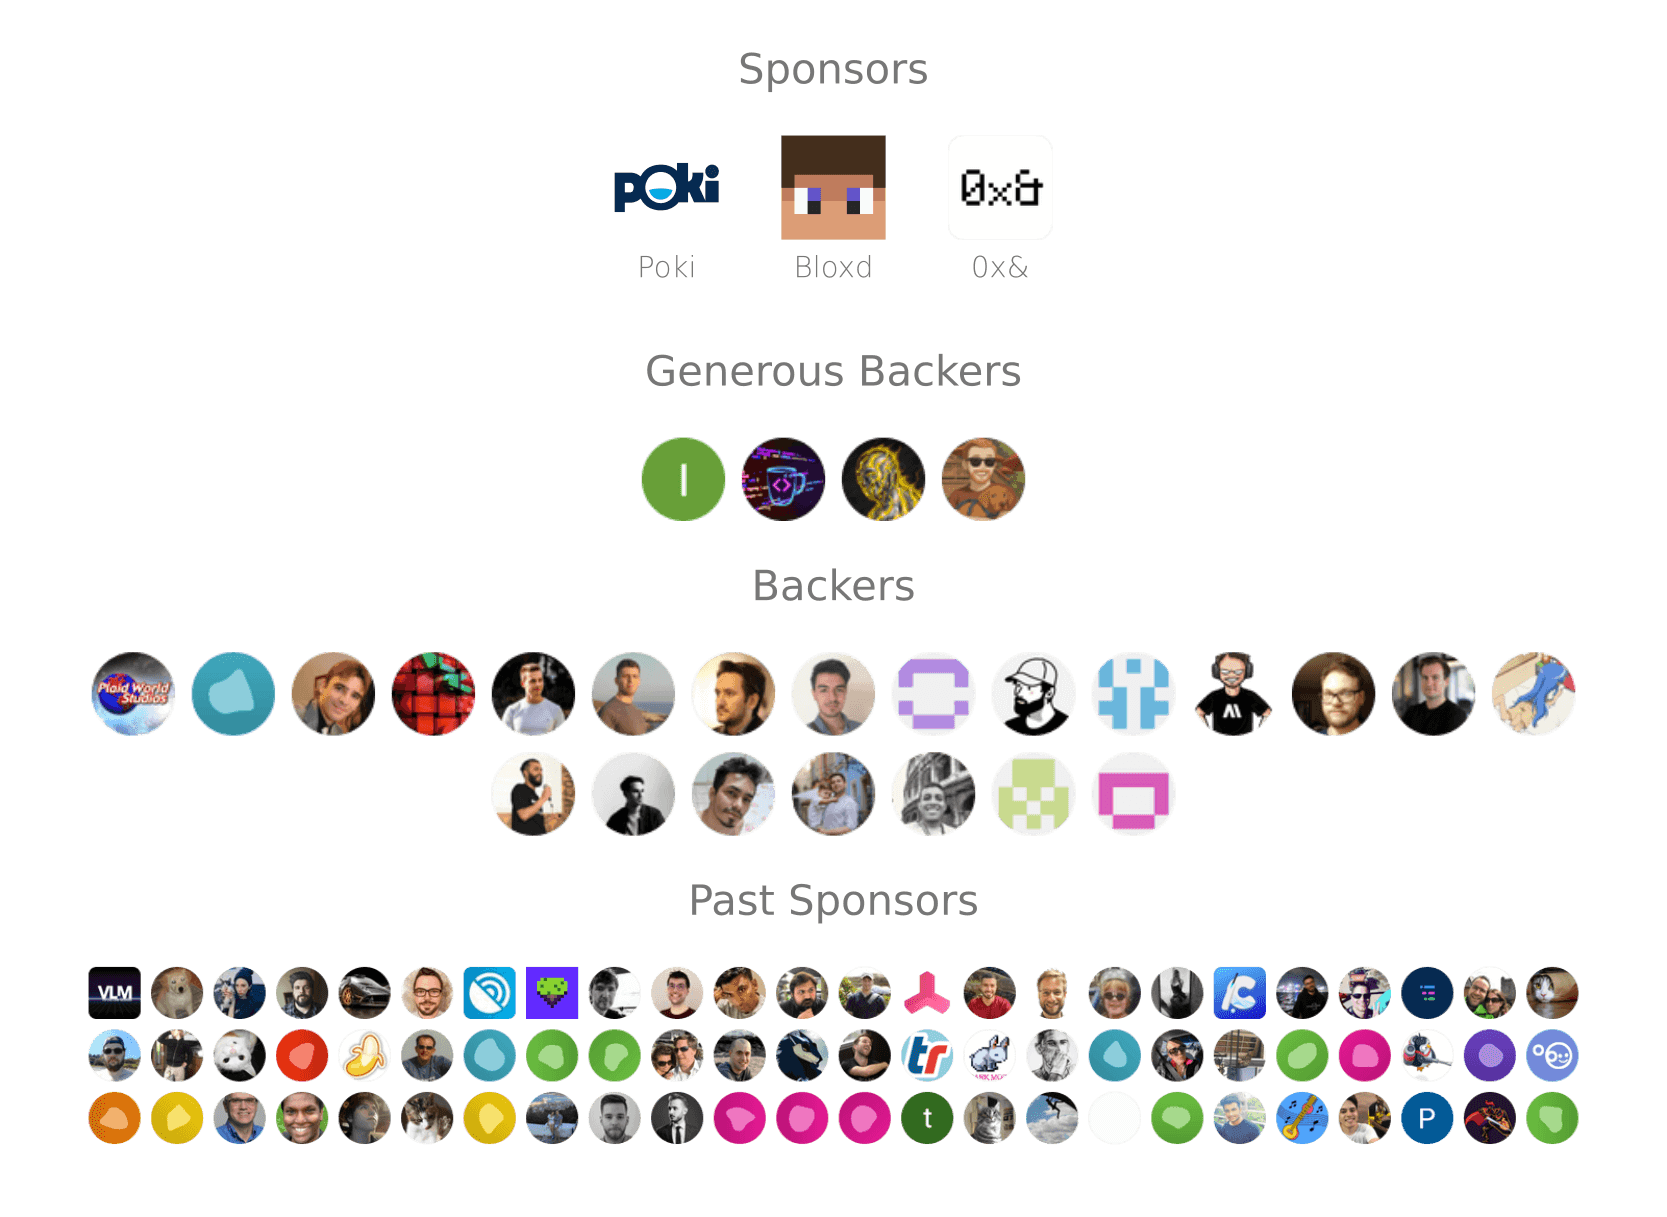 Sponsors
poki
0x&
Poki
Bloxd
0x&
Generous Backers
I
<>
Backers
Plaid World
Studios
Past Sponsors
VLM
tr
t
P